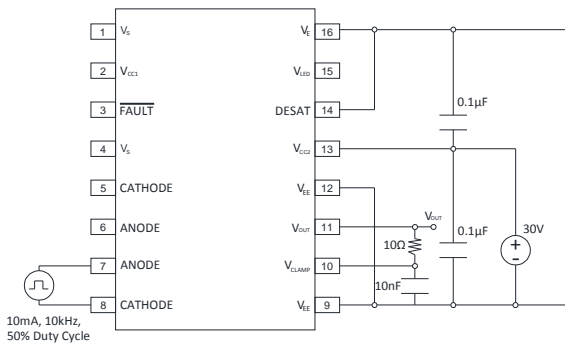 1 VS
VE 16
2 VCC1
VLED 15
3 FAULT
DESAT 14
0.1µF
4 VS
VCC2 13
5 CATHODE
VEE 12
6 ANODE
VOUT 11
VOUT
30V
0.1µF
10Ω
7 ANODE
VCLAMP 10
10nF
8 CATHODE
VEE 9
10mA, 10kHz,
50% Duty Cycle